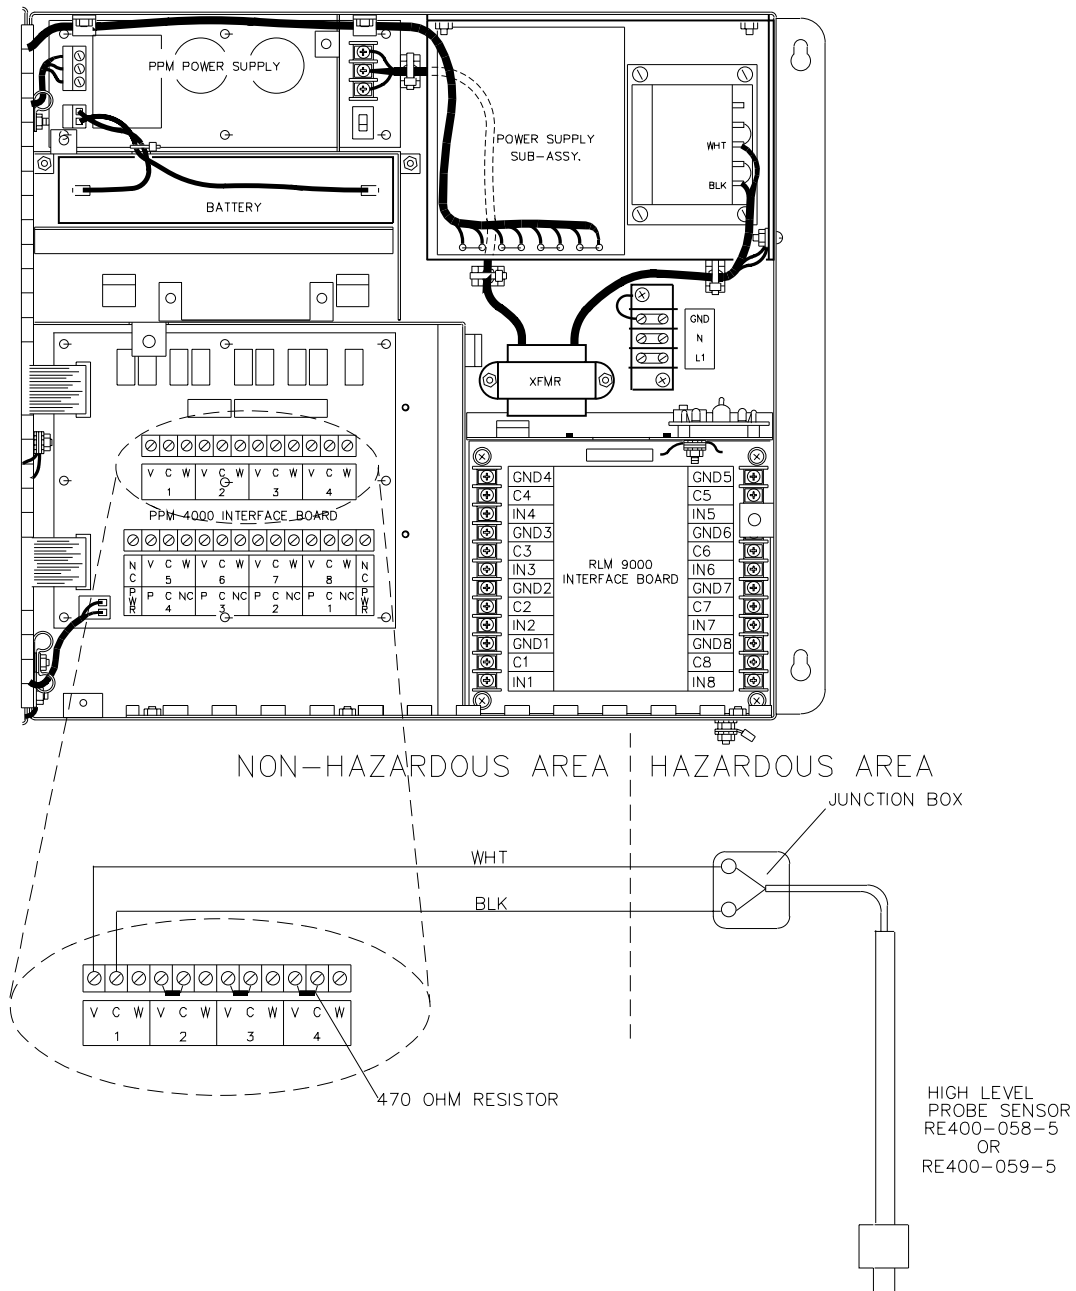 PPM POWER SUPPLY
BATTERY
POWER SUPPLY
SUB-ASSY.
WHT
BLK
GND
N
L1
XFMR
V C W V C W V C W V C W
1 2 3 4
PPM 4000 INTERFACE BOARD
NC V C W V C W V C W V C W NC
5 6 7 8
PWR P C NC P C NC P C NC P C NC PWR
4 3 2 1
GND4
C4
IN4
GND3
C3
IN3
GND2
C2
IN2
GND1
C1
IN1
RLM 9000
INTERFACE BOARD
GND5
C5
IN5
GND6
C6
IN6
GND7
C7
IN7
GND8
C8
IN8
NON-HAZARDOUS AREA
HAZARDOUS AREA
JUNCTION BOX
WHT
BLK
V C W V C W V C W V C W
1 2 3 4
470 OHM RESISTOR
HIGH LEVEL
PROBE SENSOR
RE400-058-5
OR
RE400-059-5